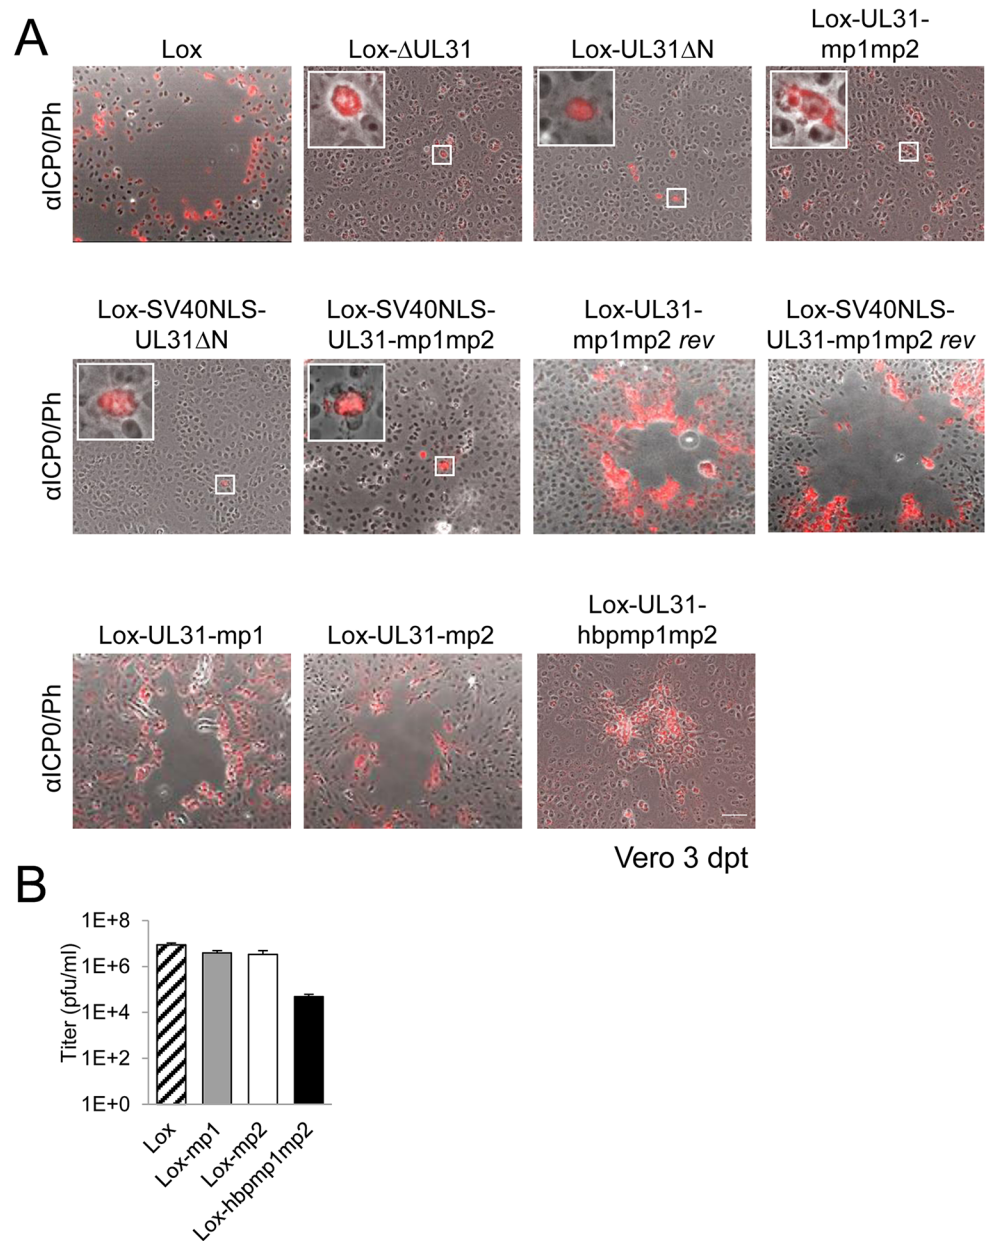 A
Lox
Lox-ΔUL31
Lox-UL31ΔN
Lox-UL31-
mp1mp2
αICP0/Ph
Lox-SV40NLS-
UL31ΔN
Lox-SV40NLS-
UL31-mp1mp2
Lox-UL31-
mp1mp2 rev
Lox-SV40NLS-
UL31-mp1mp2 rev
αICP0/Ph
Lox-UL31-mp1
Lox-UL31-mp2
Lox-UL31-
hbpmp1mp2
αICP0/Ph
Vero 3 dpt
B
Titer (pfu/ml)
1E+8
1E+6
1E+4
1E+2
1E+0
Lox
Lox-mp1
Lox-mp2
Lox-hbpmp1mp2